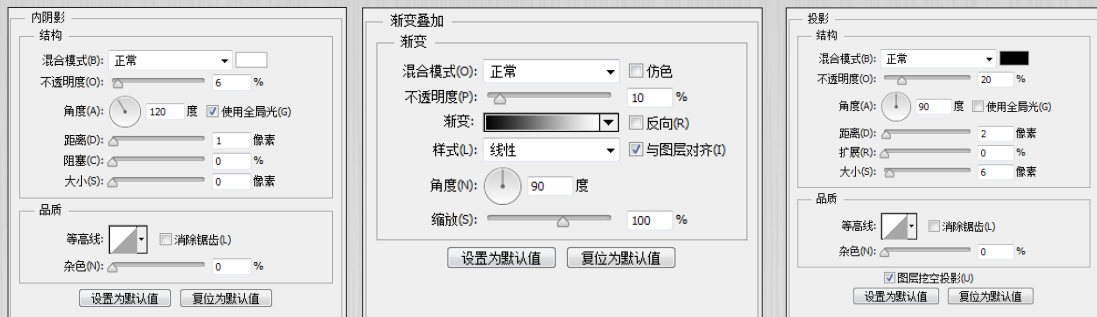 内阴影
结构
混合模式(B): 正常
不透明度(O): 6 %
角度(A): 120 度 使用全局光(G)
距离(D): 1 像素
阻塞(C): 0 %
大小(S): 0 像素
品质
等高线: 消除锯齿(L)
杂色(N): 0 %
设置为默认值 复位为默认值
渐变叠加
渐变
混合模式(O): 正常 仿色
不透明度(P): 10 %
渐变: 反向(R)
样式(L): 线性 与图层对齐(I)
角度(N): 90 度
缩放(S): 100 %
设置为默认值 复位为默认值
投影
结构
混合模式(B): 正常
不透明度(O): 20 %
角度(A): 90 度 使用全局光(G)
距离(D): 2 像素
扩展(R): 0 %
大小(S): 6 像素
品质
等高线: 消除锯齿(L)
杂色(N): 0 %
图层挖空投影(U)
设置为默认值 复位为默认值